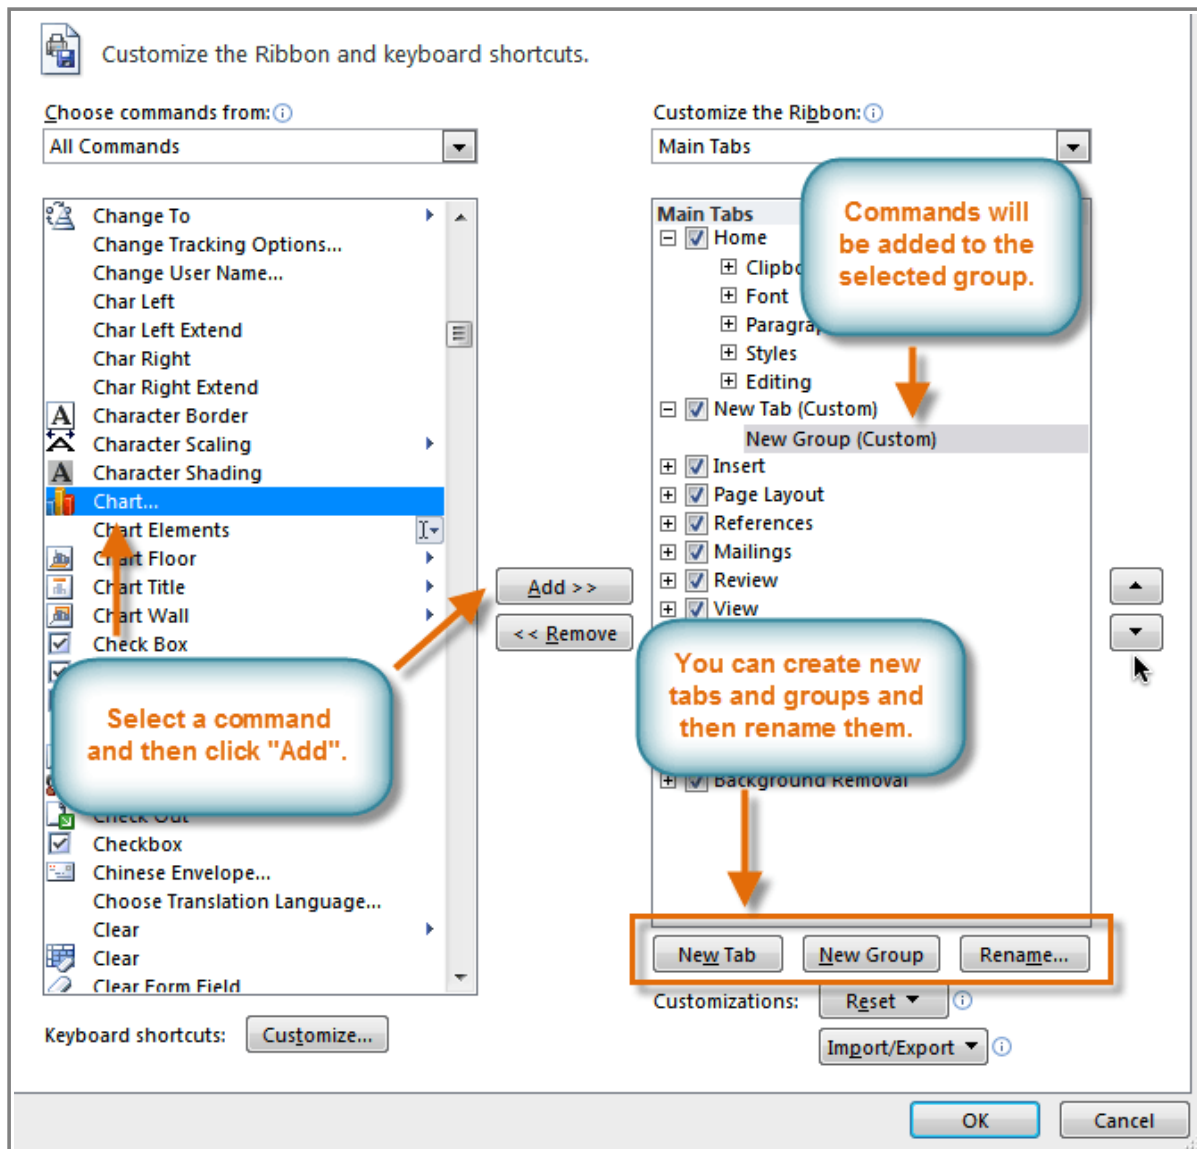 Customize the Ribbon and keyboard shortcuts.
Choose commands from:
All Commands
Change To
Change Tracking Options...
Change User Name...
Char Left
Char Left Extend
Char Right
Char Right Extend
Character Border
Character Scaling
Character Shading
Chart...
Chart Elements
Chart Floor
Chart Title
Chart Wall
Check Box
Select a command
and then click "Add".
Check Out
Checkbox
Chinese Envelope...
Choose Translation Language...
Clear
Clear
Clear Form Field
Keyboard shortcuts: Customize...
Add >>
<< Remove
Customize the Ribbon:
Main Tabs
Main Tabs
Home
Clipbo
Font
Paragrap
Styles
Editing
Commands will
be added to the
selected group.
New Tab (Custom)
New Group (Custom)
Insert
Page Layout
References
Mailings
Review
View
You can create new
tabs and groups and
then rename them.
Background Removal
New Tab New Group Rename...
Customizations: Reset
Import/Export
OK Cancel